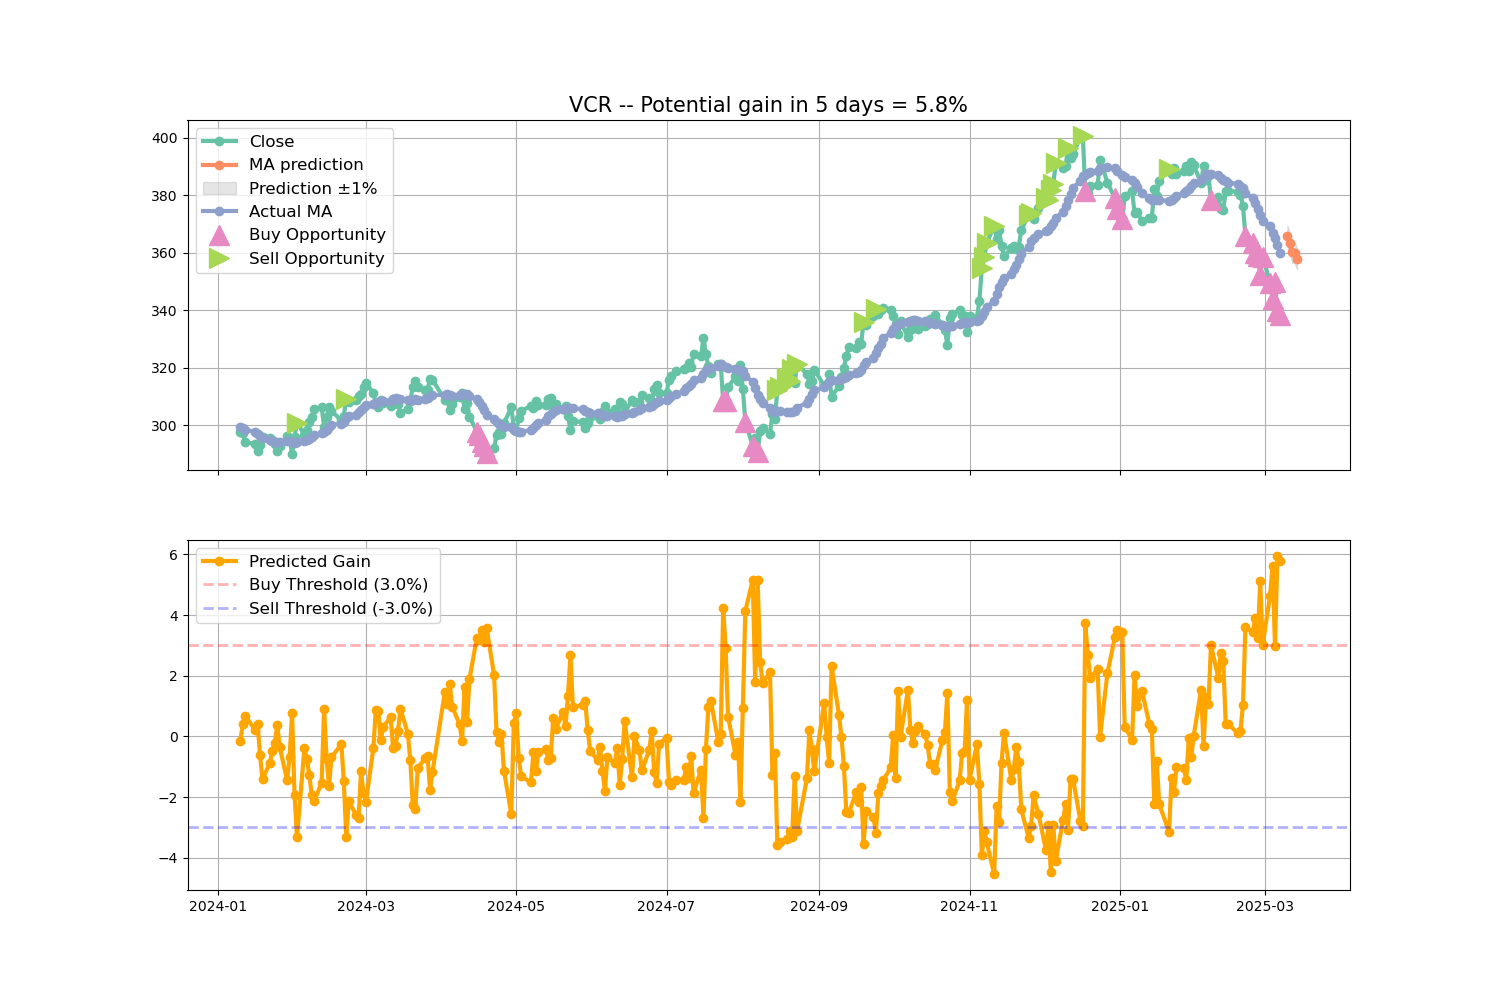 VCR -- Potential gain in 5 days = 5.8%
400
380
360
340
320
300
Close
MA prediction
Prediction ±1%
Actual MA
Buy Opportunity
Sell Opportunity
6
4
2
0
−2
−4
Predicted Gain
Buy Threshold (3.0%)
Sell Threshold (-3.0%)
2024-01
2024-03
2024-05
2024-07
2024-09
2024-11
2025-01
2025-03